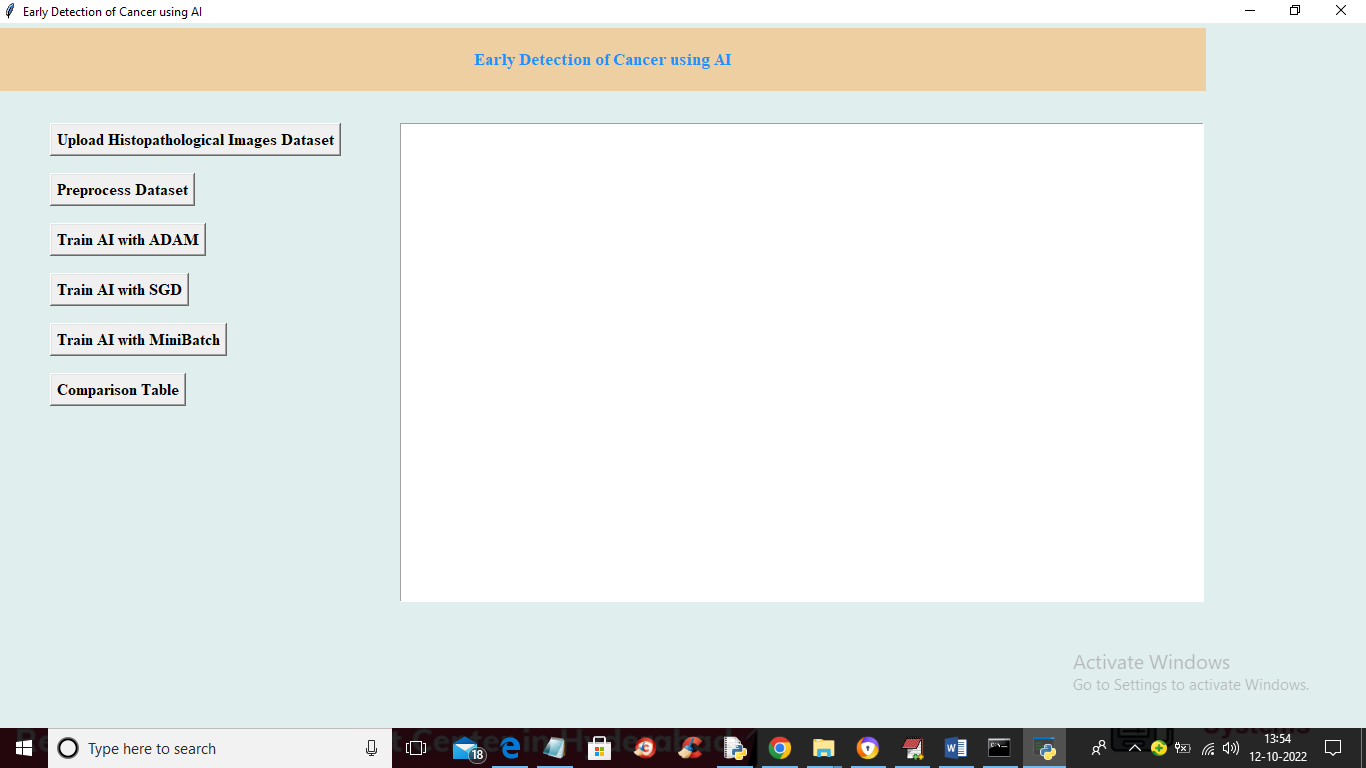 Early Detection of Cancer using AI
Early Detection of Cancer using AI
Upload Histopathological Images Dataset
Preprocess Dataset
Train AI with ADAM
Train AI with SGD
Train AI with MiniBatch
Comparison Table
Activate Windows
Go to Settings to activate Windows.
Type here to search
18
13:54
12-10-2022